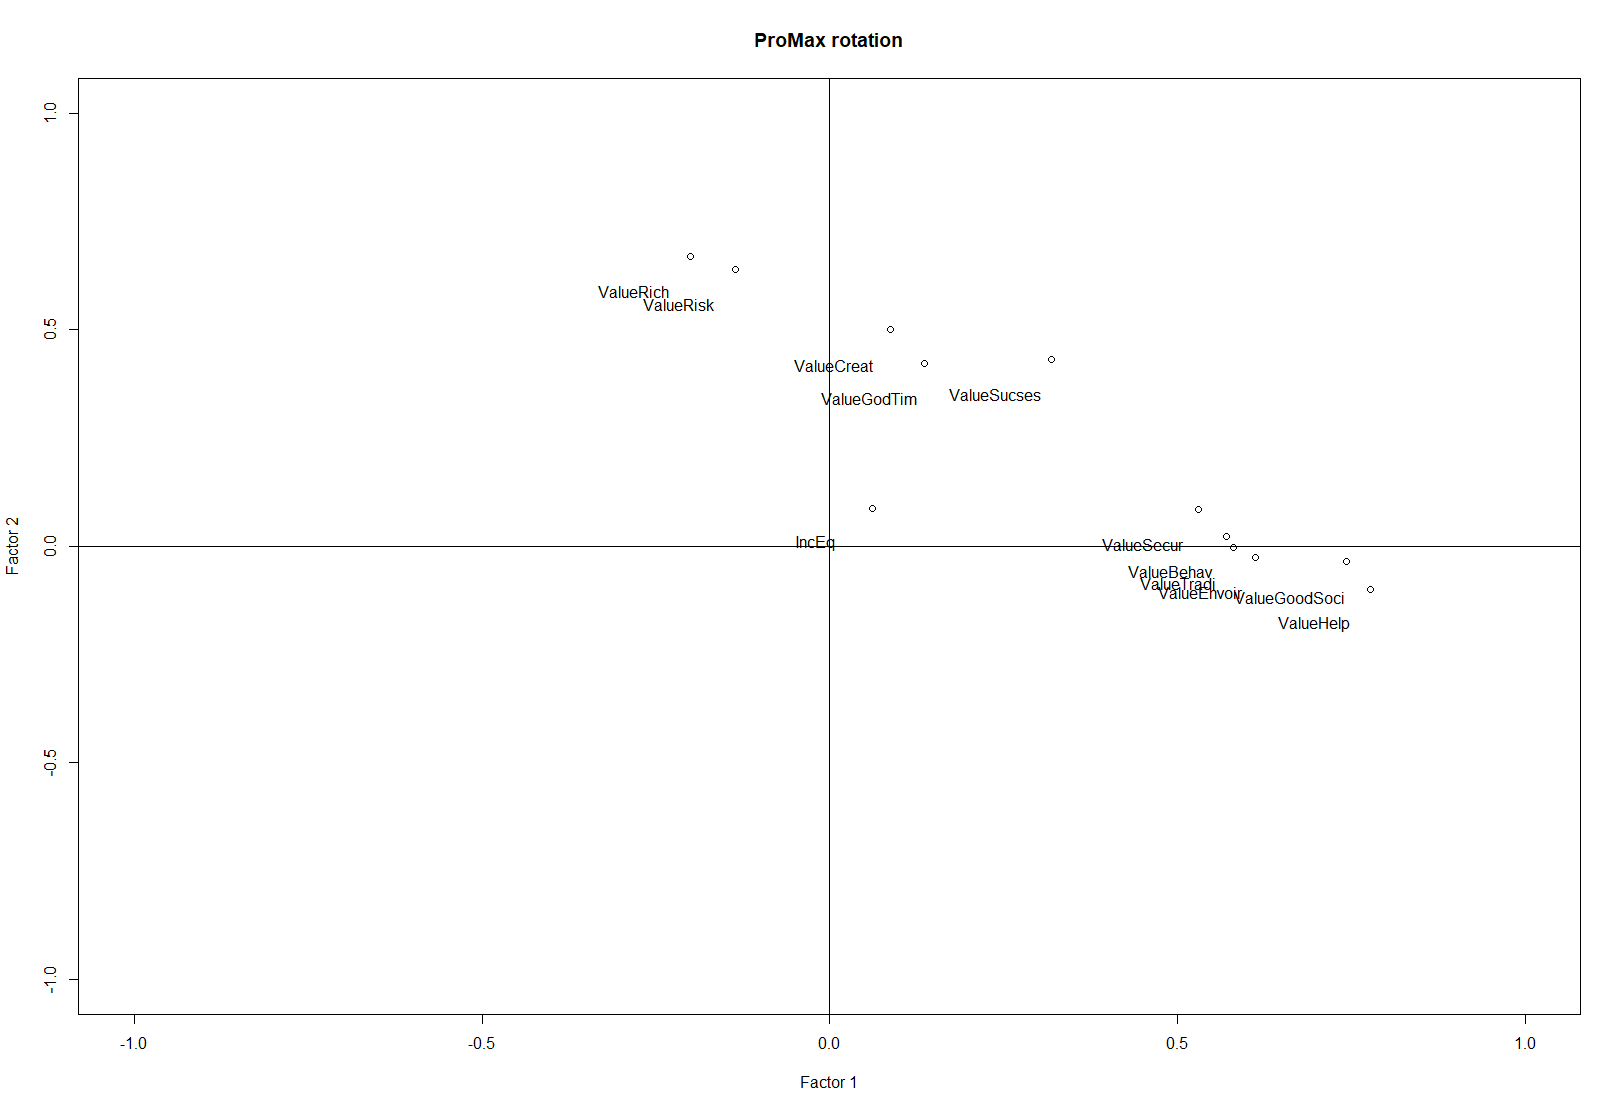 ProMax rotation
1.0
ValueRich
ValueRisk
0.5
ValueCreat
ValueSucses
ValueGodTim
Factor 2
0.0
IncEq
ValueSecur
ValueBehav
ValueTradi
ValueEnvoir
ValueGoodSoci
ValueHelp
-0.5
-1.0
-1.0 -0.5 0.0 0.5 1.0
Factor 1